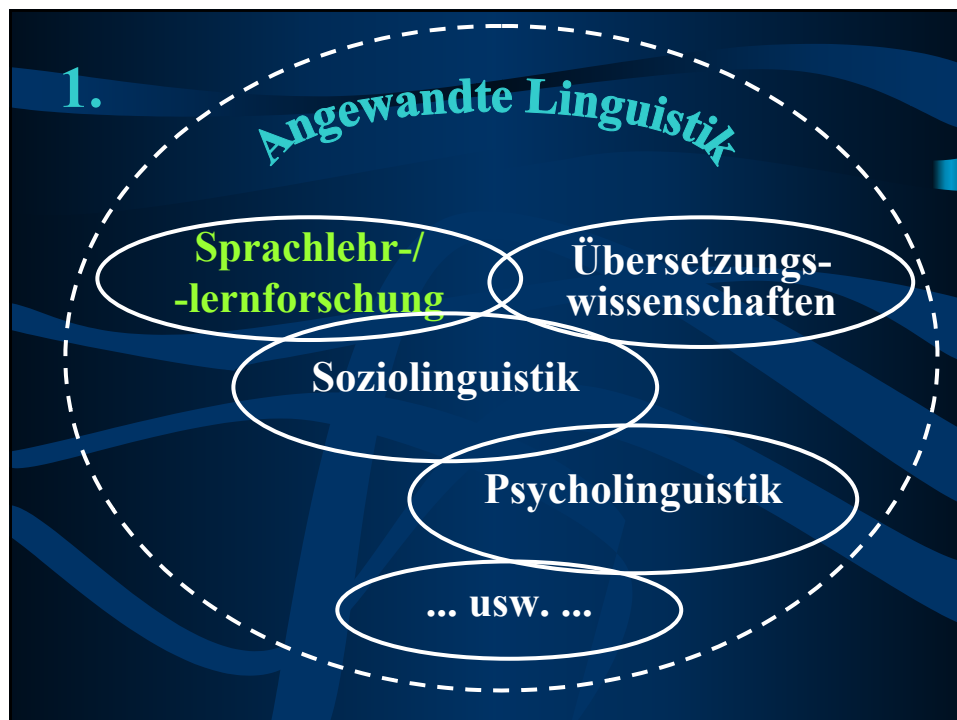 1.
Angewandte Linguistik
Sprachlehr-/
-lernforschung
Übersetzungs-
wissenschaften
Soziolinguistik
Psycholinguistik
... usw. ...